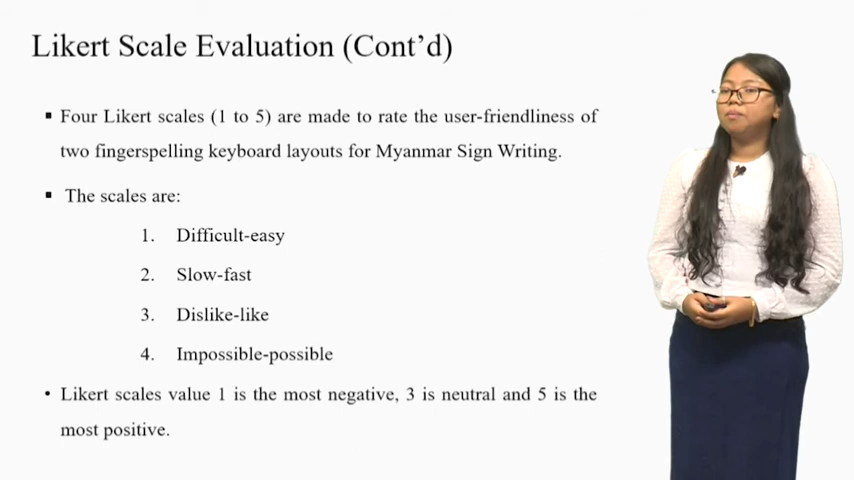 Likert Scale Evaluation (Cont’d)
▪ Four Likert scales (1 to 5) are made to rate the user-friendliness of
two fingerspelling keyboard layouts for Myanmar Sign Writing.
▪ The scales are:
1. Difficult-easy
2. Slow-fast
3. Dislike-like
4. Impossible-possible
• Likert scales value 1 is the most negative, 3 is neutral and 5 is the
most positive.